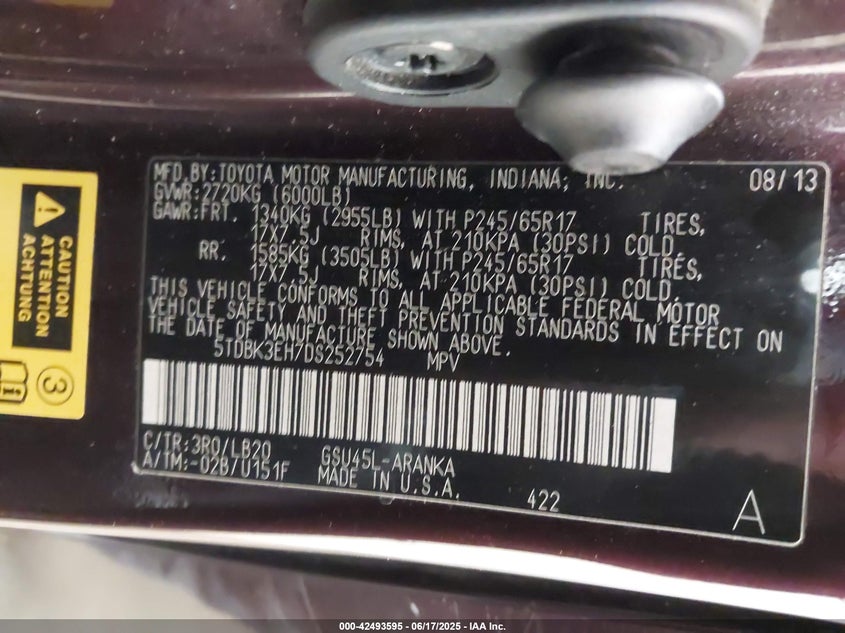 MFD.BY:TOYOTA MOTOR MANUFACTURING, INDIANA, INC. 08/13
GVWR:2720KG (6000LB)
GAWR:FRT. 1340KG (2955LB) WITH P245/65R17 TIRES,
17X7.5J RIMS, AT 210KPA (30PSI) COLD.
RR. 1585KG (3505LB) WITH P245/65R17 TIRES,
17X7.5J RIMS, AT 210KPA (30PSI) COLD.
THIS VEHICLE CONFORMS TO ALL APPLICABLE FEDERAL MOTOR
VEHICLE SAFETY AND THEFT PREVENTION STANDARDS IN EFFECT ON
THE DATE OF MANUFACTURE SHOWN ABOVE.
5TDBK3EH7DS252754 MPV
C/TR:3R0/LB20 GSU45L-ARANKA
A/TM:-02B/U151F MADE IN U.S.A.
422
A
CAUTION
ATTENTION
ACHTUNG
3
000-42493595 - 06/17/2025 - IAA Inc.